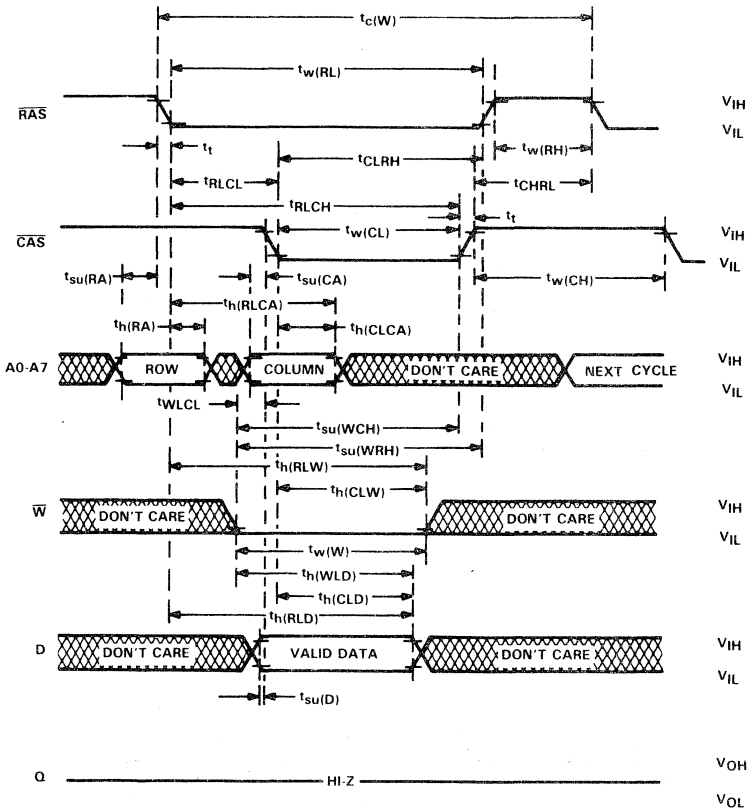 tc(W)
tw(RL)
RAS
VIH
VIL
tt
tw(RH)
tCLRH
tRLCL
tCHRL
tRLCH
tt
CAS
tw(CL)
VIH
VIL
tsu(RA)
tsu(CA)
tw(CH)
th(RLCA)
th(RA)
th(CLCA)
A0-A7
ROW
COLUMN
DON'T CARE
NEXT CYCLE
VIH
VIL
tWLCL
tsu(WCH)
tsu(WRH)
th(RLW)
th(CLW)
W
DON'T CARE
DON'T CARE
VIH
VIL
tw(W)
th(WLD)
th(CLD)
th(RLD)
D
DON'T CARE
VALID DATA
DON'T CARE
VIH
VIL
tsu(D)
Q
HI-Z
VOH
VOL